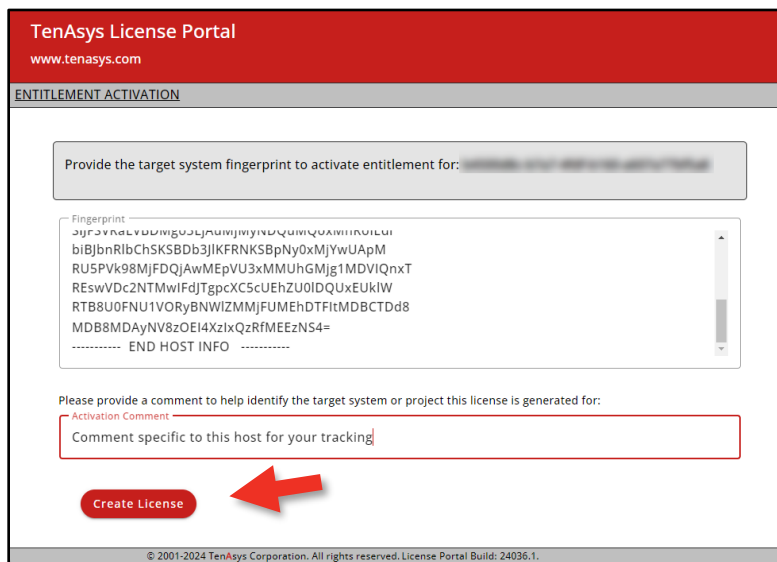 TenAsys License Portal
www.tenasys.com
ENTITLEMENT ACTIVATION
Provide the target system fingerprint to activate entitlement for:
Fingerprint
biBJbnRlbChSKSBDb3JlKFRNKSBpNy0xMjYwUApM
RU5PVk98MjFDQjAwMEpVU3xMMUhGMjg1MDVIQnxT
REswVDc2NTMwIFdJTgpcXC5cUEhZU0lDQUxEUklW
RTB8U0FNU1VORyBNWlZMMjFUMEhDTFItMDBCTDd8
MDB8MDAyNV8zOEI4XzIxQzRfMEEzNS4=
----------- END HOST INFO -----------
Please provide a comment to help identify the target system or project this license is generated for:
Activation Comment
Comment specific to this host for your tracking
Create License
© 2001-2024 TenAsys Corporation. All rights reserved. License Portal Build: 24036.1.